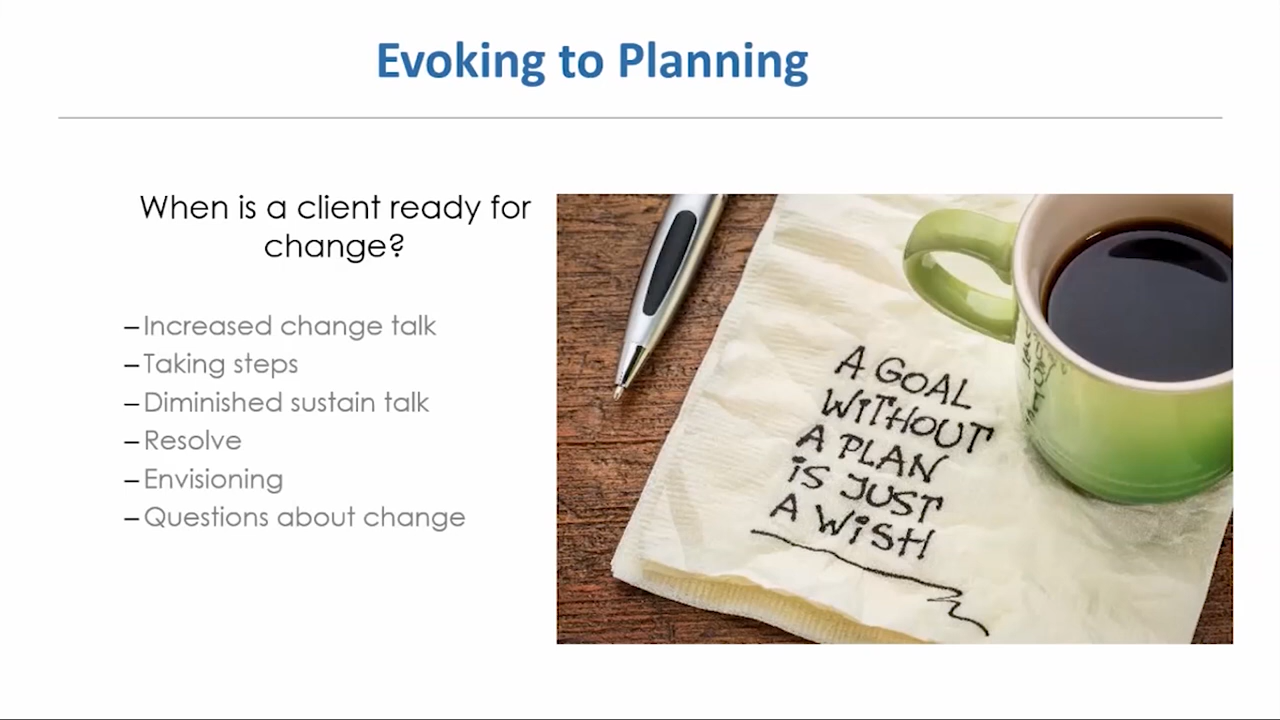 Evoking to Planning
When is a client ready for
change?
–Increased change talk
–Taking steps
–Diminished sustain talk
–Resolve
–Envisioning
–Questions about change
A GOAL
WITHOUT
A PLAN
IS JUST
A WISH